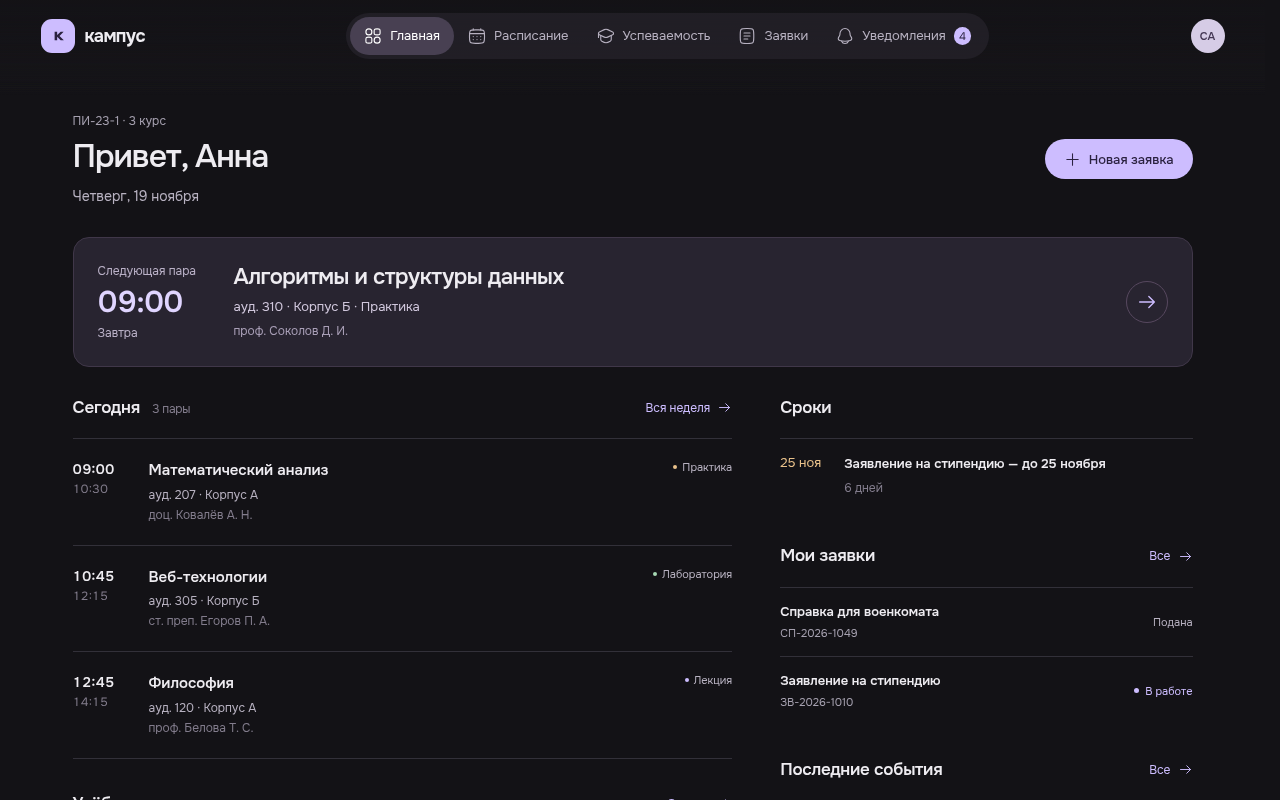 K кампус
Главная
Расписание
Успеваемость
Заявки
Уведомления 4
СА
ПИ-23-1 · 3 курс
Привет, Анна
Четверг, 19 ноября
Новая заявка
Следующая пара
09:00
Завтра
Алгоритмы и структуры данных
ауд. 310 · Корпус Б · Практика
проф. Соколов Д. И.
Сегодня 3 пары
Вся неделя
09:00
10:30
Математический анализ
ауд. 207 · Корпус А
доц. Ковалёв А. Н.
Практика
10:45
12:15
Веб-технологии
ауд. 305 · Корпус Б
ст. преп. Егоров П. А.
Лаборатория
12:45
14:15
Философия
ауд. 120 · Корпус А
проф. Белова Т. С.
Лекция
Сроки
25 ноя
Заявление на стипендию — до 25 ноября
6 дней
Мои заявки
Все
Справка для военкомата
СП-2026-1049
Подана
Заявление на стипендию
ЗВ-2026-1010
В работе
Последние события
Все